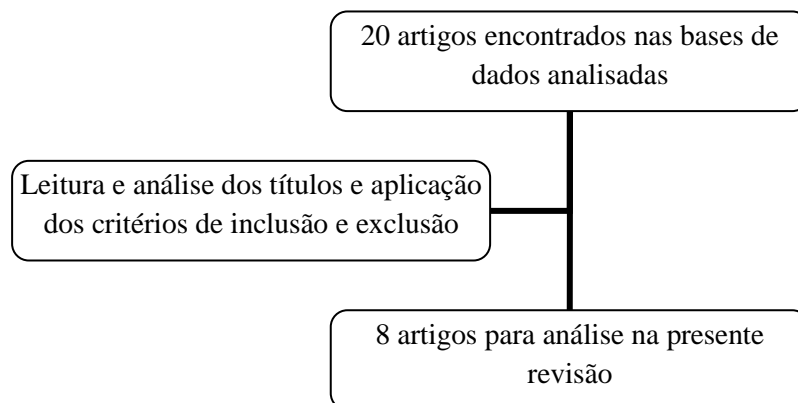 20 artigos encontrados nas bases de
dados analisadas
Leitura e análise dos títulos e aplicação
dos critérios de inclusão e exclusão
8 artigos para análise na presente
revisão